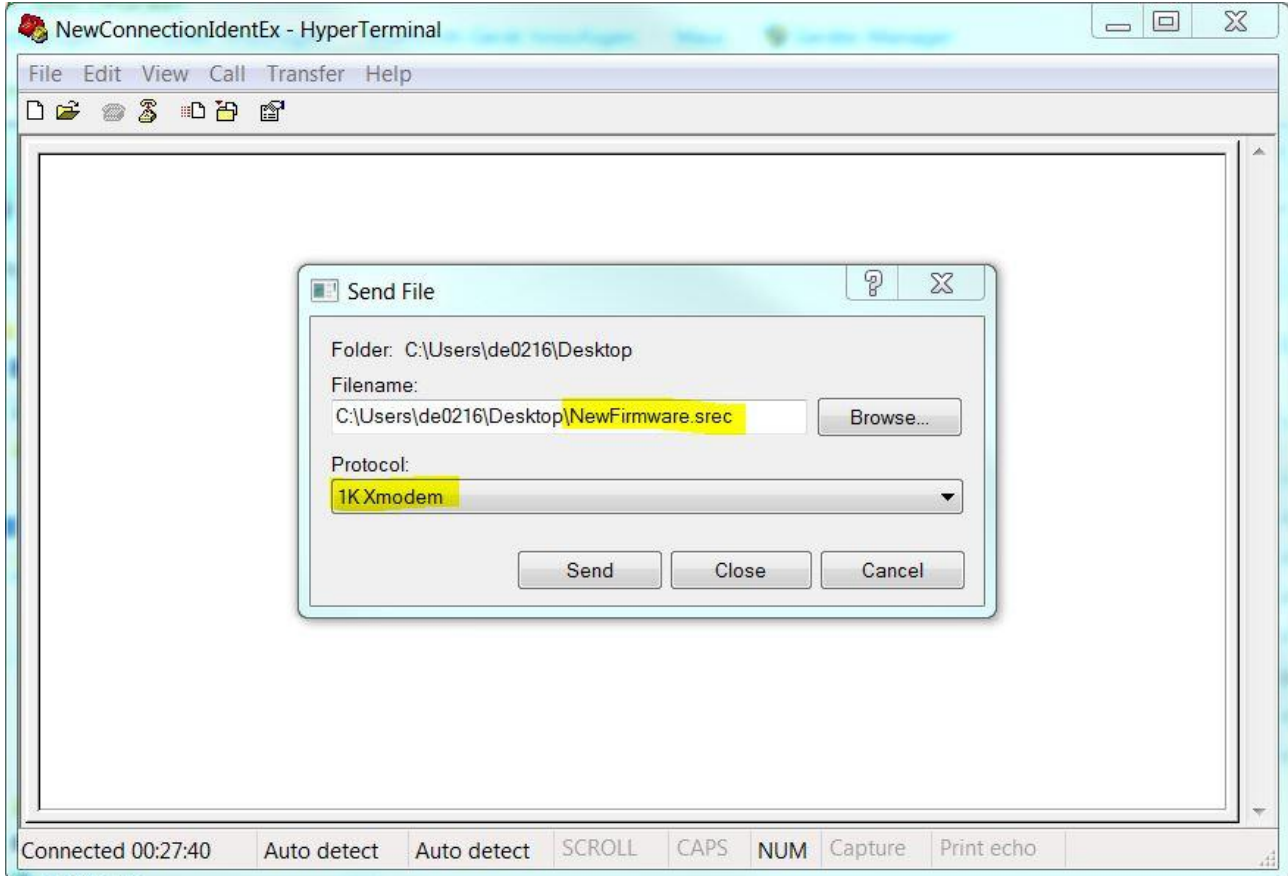 NewConnectionIdentEx - HyperTerminal
File Edit View Call Transfer Help
Send File
Folder: C:\Users\de0216\Desktop
Filename:
C:\Users\de0216\Desktop\NewFirmware.srec
Browse...
Protocol:
1K Xmodem
Send Close Cancel
Connected 00:27:40 Auto detect Auto detect SCROLL CAPS NUM Capture Print echo